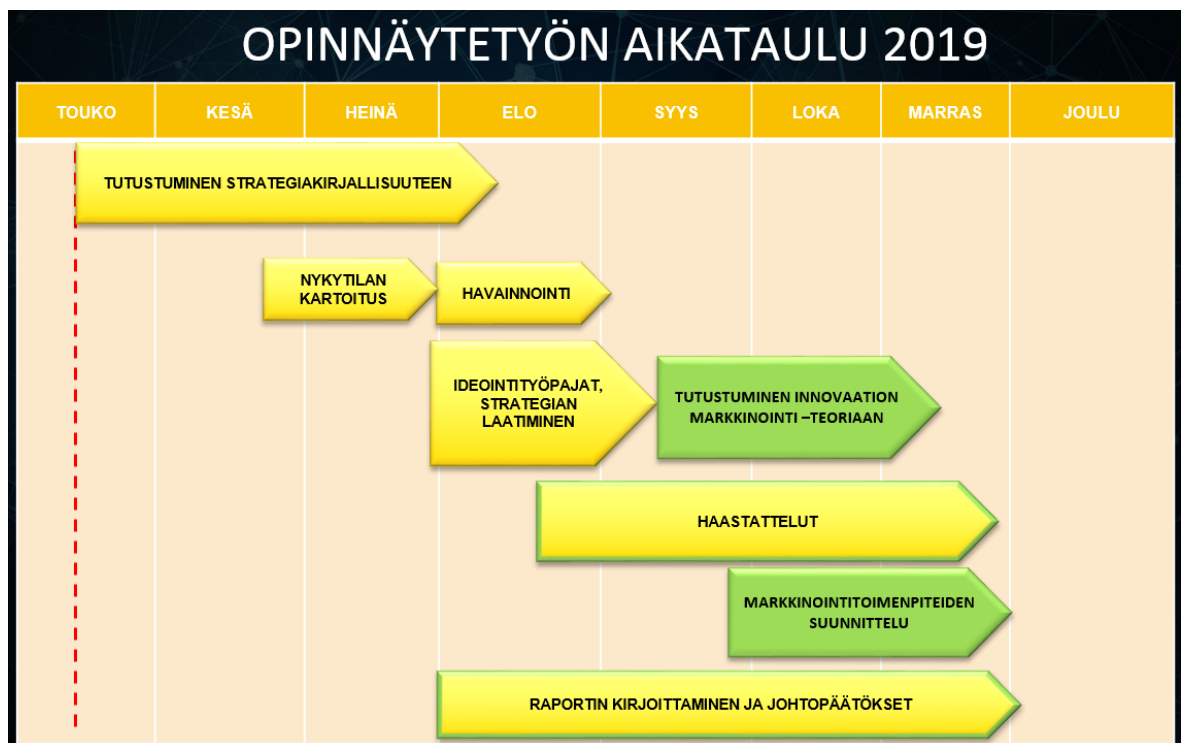 OPINNÄYTETYÖN AIKATAULU 2019
TOUKO KESÄ HEINÄ ELO SYYS LOKA MARRAS JOULU
TUTUSTUMINEN STRATEGIAKIRJALLISUUTEEN
NYKYTILAN
KARTOITUS
HAVAINNOINTI
IDEOINTITYÖPAJAT,
STRATEGIAN
LAATIMINEN
TUTUSTUMINEN INNOVAATION
MARKKINOINTI –TEORIAAN
HAASTATTELUT
MARKKINOINTITOIMENPITEIDEN
SUUNNITTELU
RAPORTIN KIRJOITTAMINEN JA JOHTOPÄÄTÖKSET